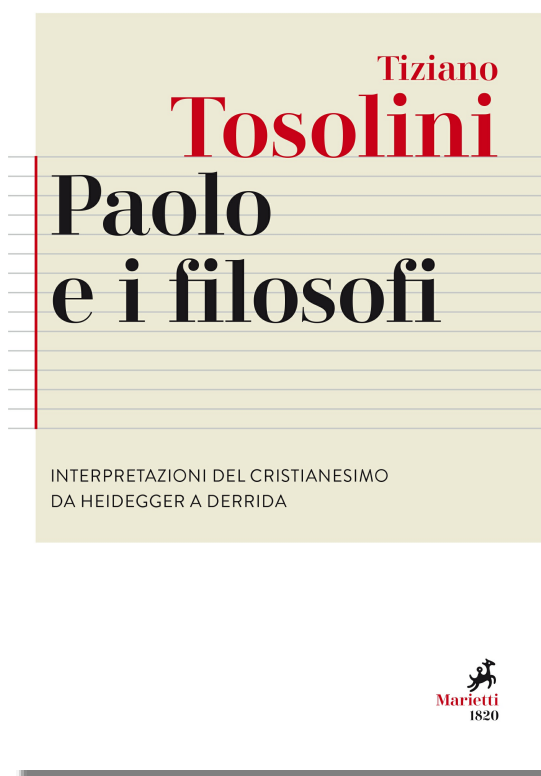 Tiziano
Tosolini
Paolo
e i filosofi
INTERPRETAZIONI DEL CRISTIANESIMO
DA HEIDEGGER A DERRIDA
Marietti
1820